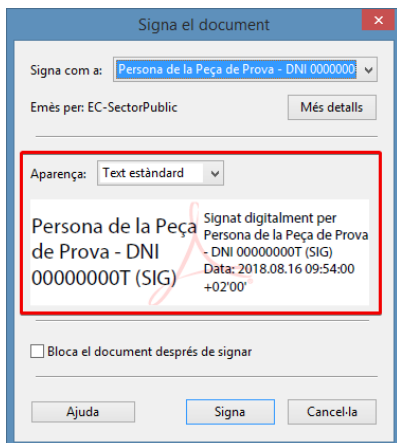 Signa el document
Signa com a: Persona de la Peça de Prova - DNI 0000000
Emès per: EC-SectorPublic Més detalls
Aparença: Text estàndard
Persona de la Peça
de Prova - DNI
00000000T (SIG)
Signat digitalment per
Persona de la Peça de Prova
- DNI 00000000T (SIG)
Data: 2018.08.16 09:54:00
+02'00'
Bloca el document després de signar
Ajuda Signa Cancel·la